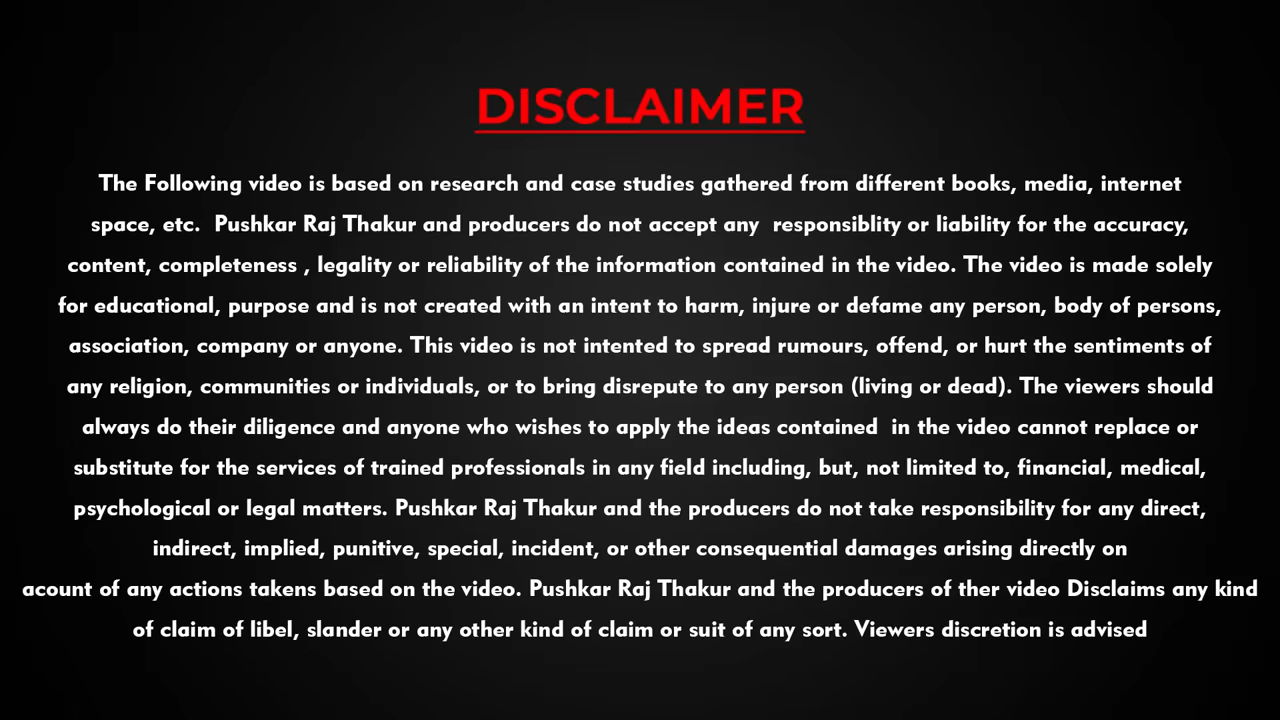 DISCLAIMER
The Following video is based on research and case studies gathered from different books, media, internet
space, etc.  Pushkar Raj Thakur and producers do not accept any  responsiblity or liability for the accuracy,
content, completeness , legality or reliability of the information contained in the video. The video is made solely
for educational, purpose and is not created with an intent to harm, injure or defame any person, body of persons,
association, company or anyone. This video is not intented to spread rumours, offend, or hurt the sentiments of
any religion, communities or individuals, or to bring disrepute to any person (living or dead). The viewers should
always do their diligence and anyone who wishes to apply the ideas contained  in the video cannot replace or
substitute for the services of trained professionals in any field including, but, not limited to, financial, medical,
psychological or legal matters. Pushkar Raj Thakur and the producers do not take responsibility for any direct,
indirect, implied, punitive, special, incident, or other consequential damages arising directly on
acount of any actions takens based on the video. Pushkar Raj Thakur and the producers of ther video Disclaims any kind
of claim of libel, slander or any other kind of claim or suit of any sort. Viewers discretion is advised